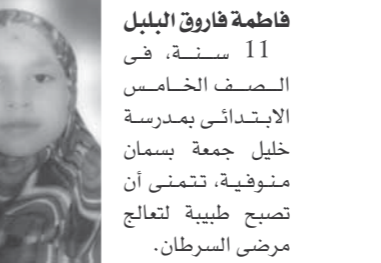 فاطمة فاروق البلبل
11 سنة، فى
الصف الخامس
الابتدائى بمدرسة
خليل جمعة بسمان
منوفية، تتمنى أن
تصبح طبيبة لتعالج
مرضى السرطان.